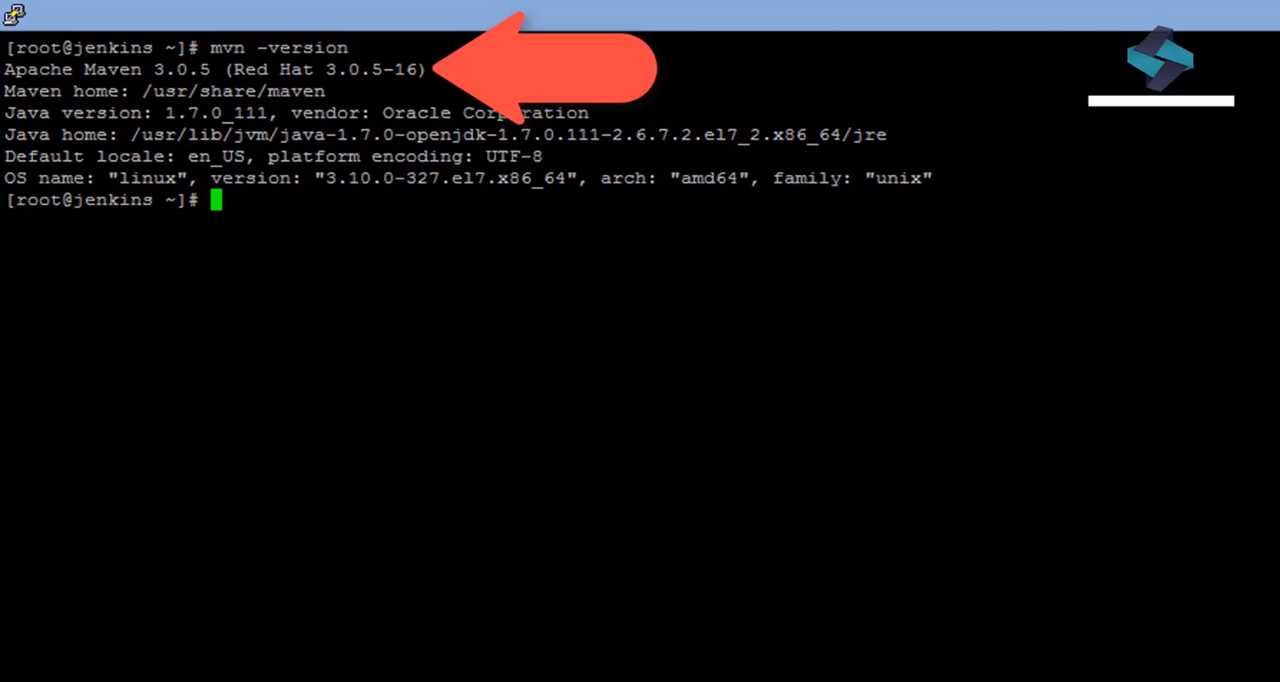 [root@jenkins ~]# mvn -version
Apache Maven 3.0.5 (Red Hat 3.0.5-16)
Maven home: /usr/share/maven
Java version: 1.7.0_111, vendor: Oracle Corporation
Java home: /usr/lib/jvm/java-1.7.0-openjdk-1.7.0.111-2.6.7.2.el7_2.x86_64/jre
Default locale: en_US, platform encoding: UTF-8
OS name: "linux", version: "3.10.0-327.el7.x86_64", arch: "amd64", family: "unix"
[root@jenkins ~]#